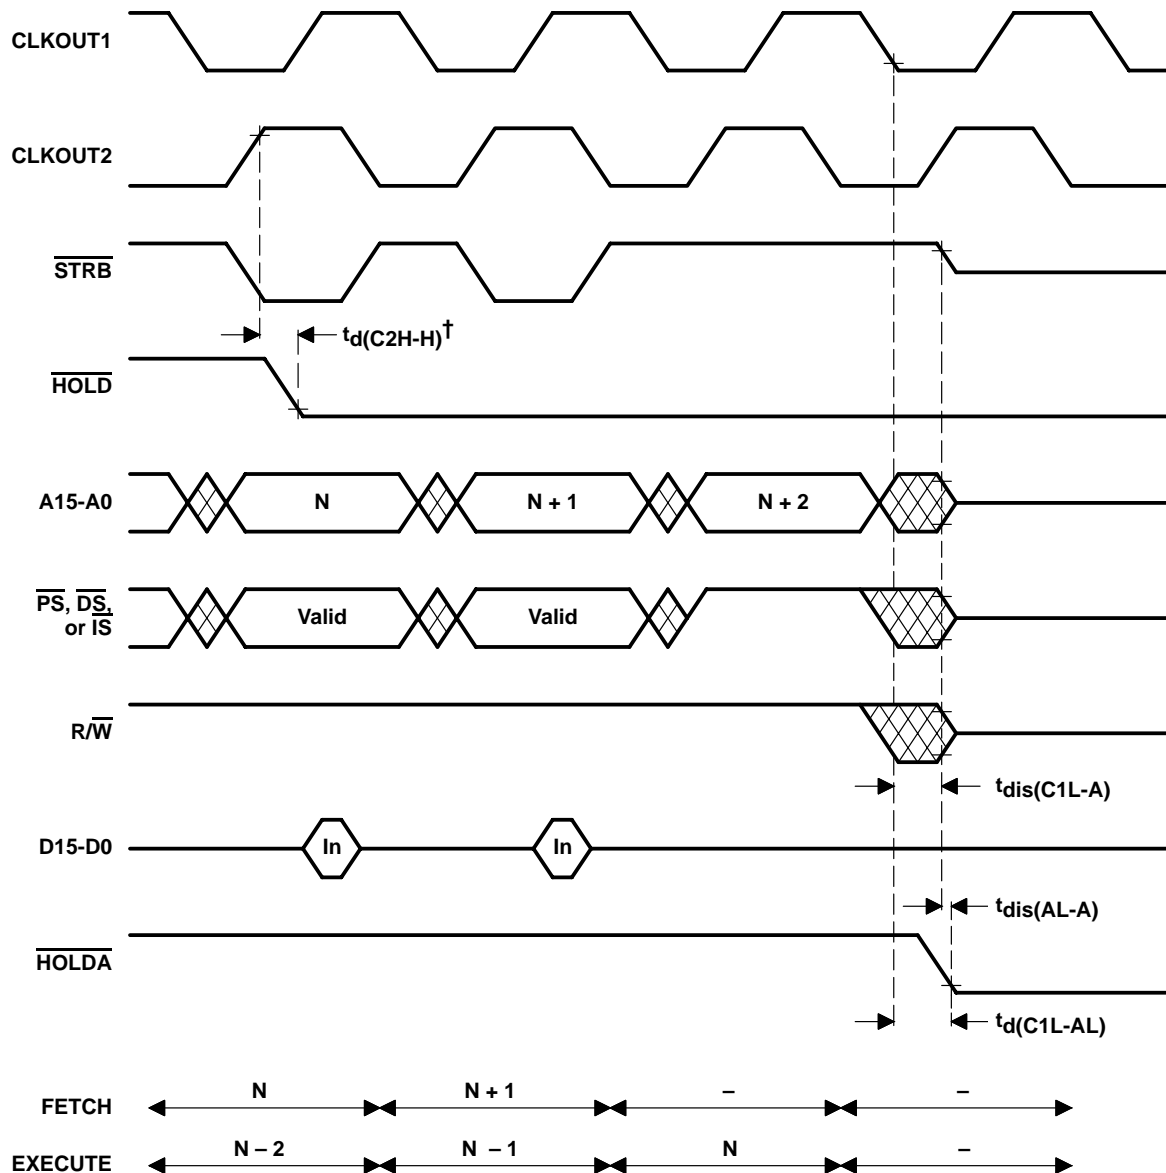 CLKOUT1
CLKOUT2
STRB
td(C2H-H)†
HOLD
A15-A0 N N + 1 N + 2
PS, DS,
or IS
Valid Valid
R/W
tdis(C1L-A)
D15-D0 In In
tdis(AL-A)
HOLDA
td(C1L-AL)
FETCH N N + 1 – –
EXECUTE N – 2 N – 1 N –